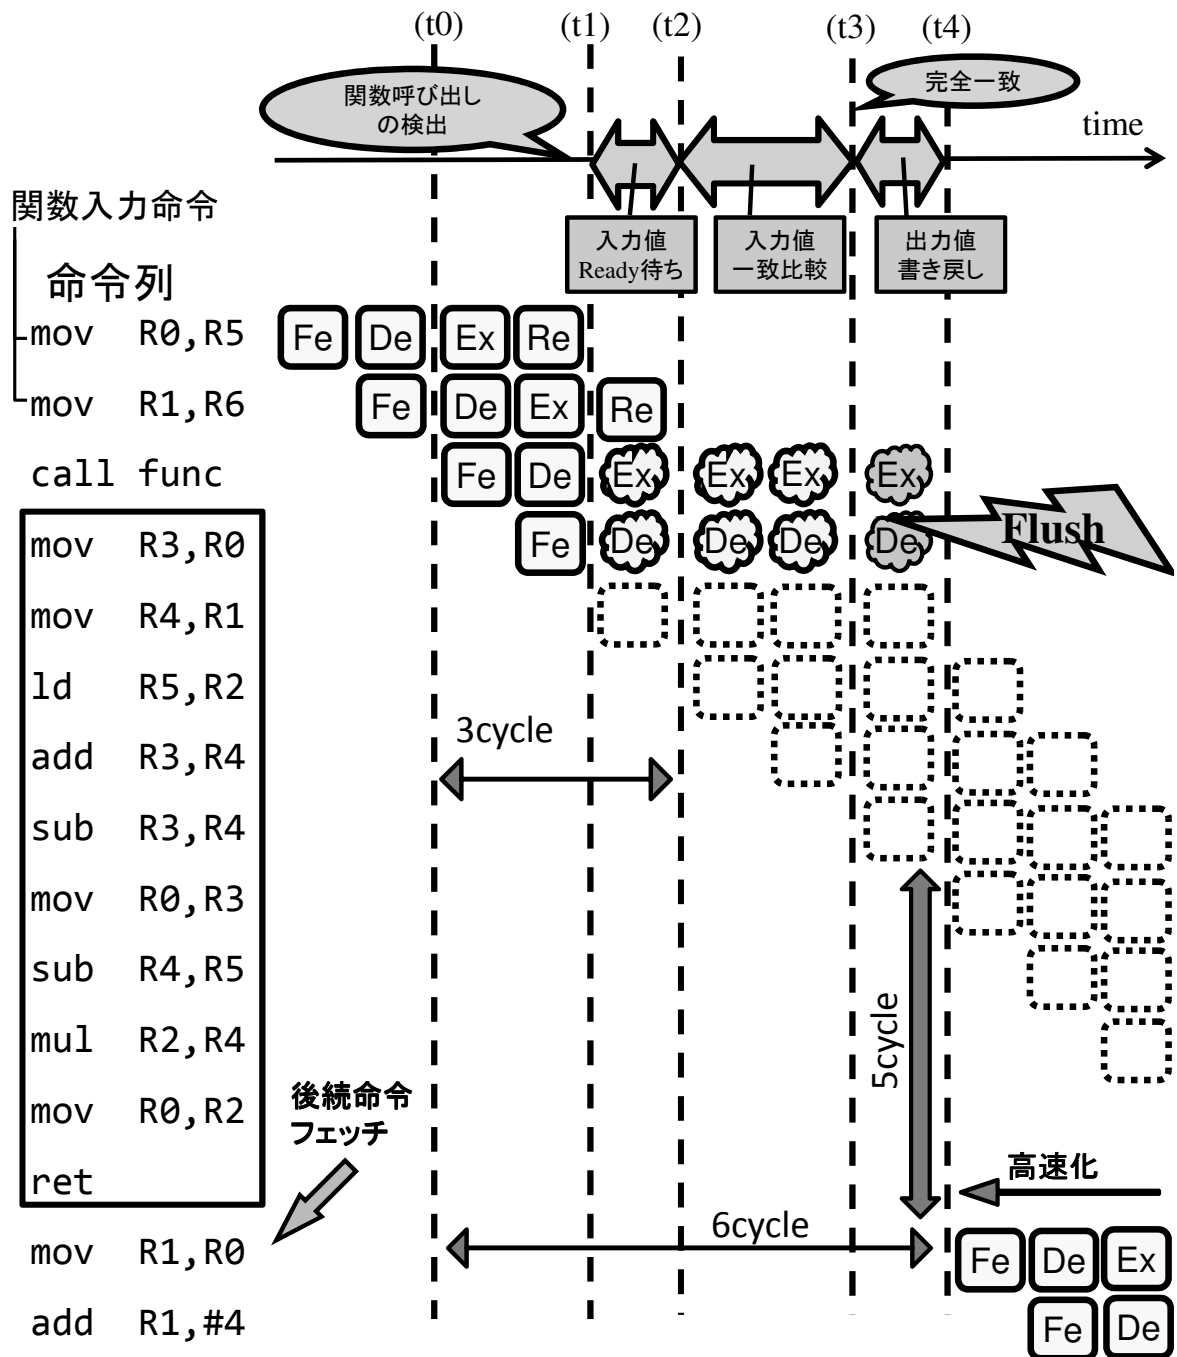 (t0) (t1) (t2) (t3) (t4)
関数呼び出し
の検出
完全一致
time
関数入力命令
入力値
Ready待ち
入力値
一致比較
出力値
書き戻し
命令列
mov R0,R5 Fe De Ex Re
mov R1,R6 Fe De Ex Re
call func Fe De Ex Ex Ex Ex
mov R3,R0 Fe De De De De Flush
mov R4,R1
ld R5,R2
3cycle
add R3,R4
sub R3,R4
mov R0,R3
sub R4,R5
5cycle
mul R2,R4
mov R0,R2
後続命令
フェッチ
ret
高速化
6cycle
mov R1,R0 Fe De Ex
add R1,#4 Fe De